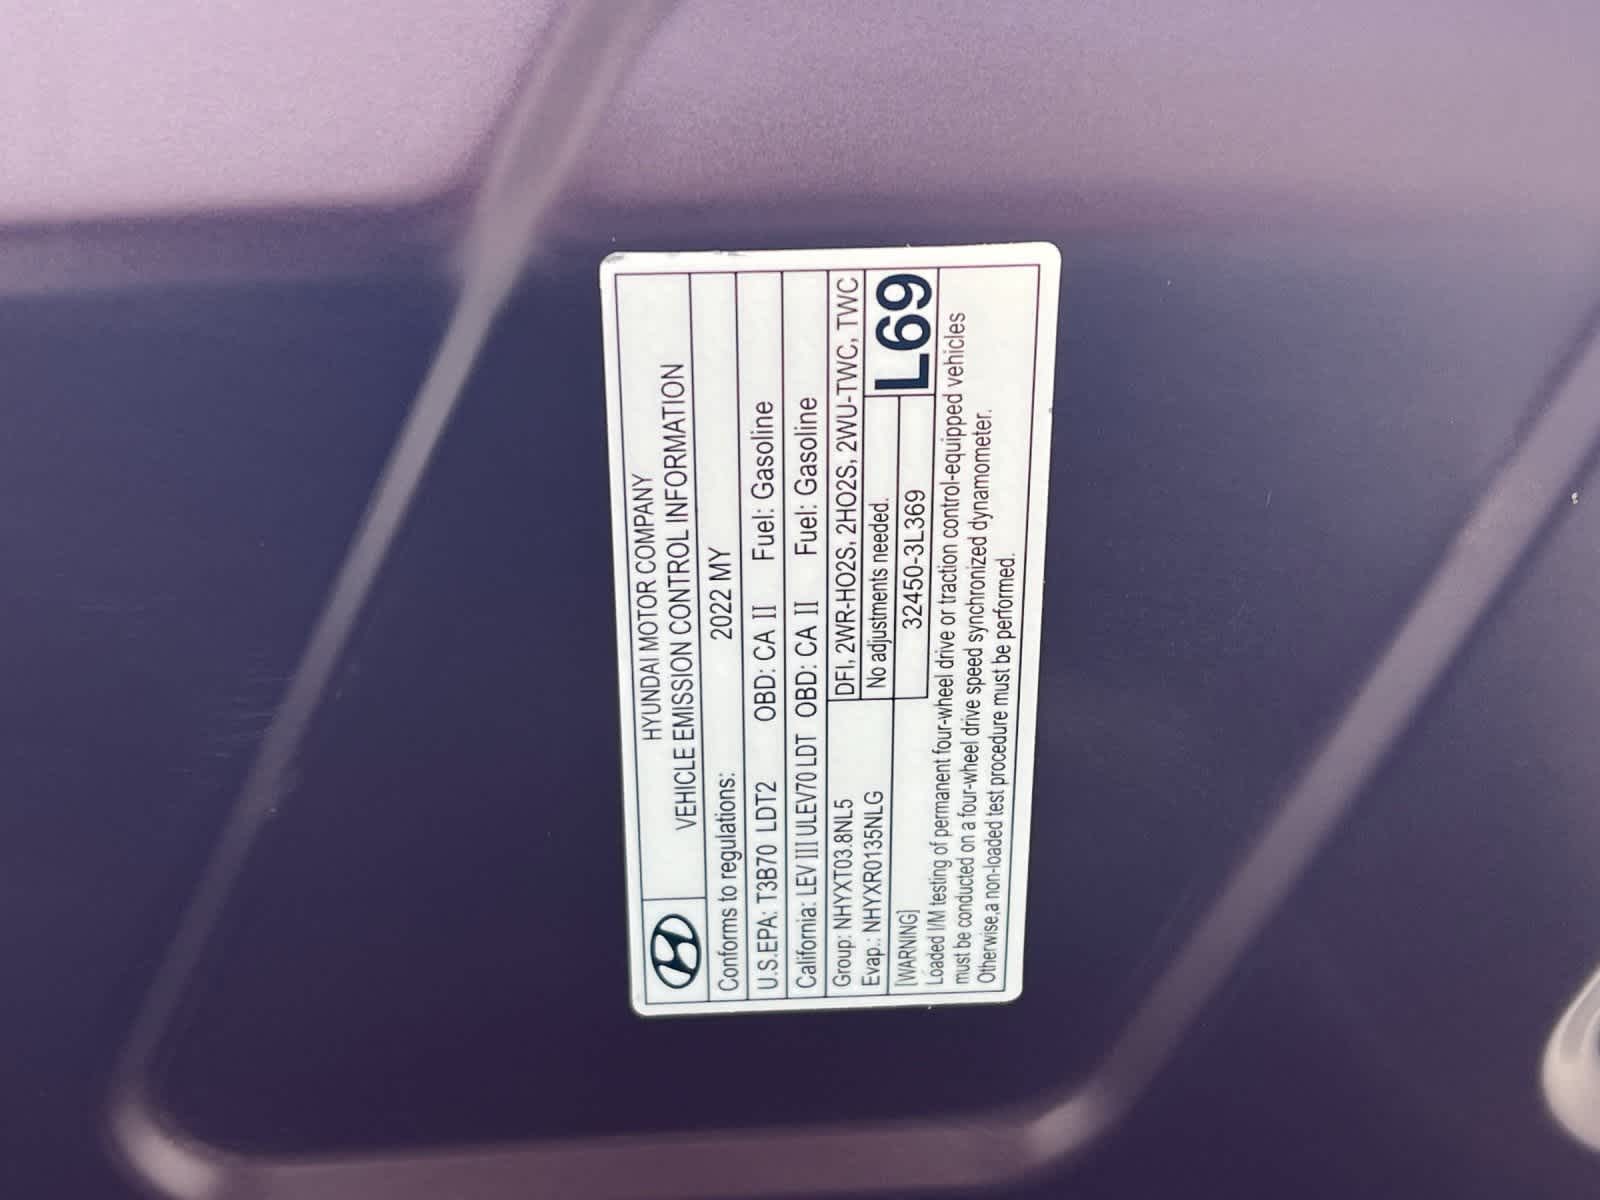 HYUNDAI MOTOR COMPANY
VEHICLE EMISSION CONTROL INFORMATION
Conforms to regulations: 2022 MY
U.S.EPA: T3B70 LDT2 OBD: CA II Fuel: Gasoline
California: LEV III ULEV70 LDT OBD: CA II Fuel: Gasoline
Group: NHYXT03.8NL5 DFI, 2WR-HO2S, 2HO2S, 2WU-TWC, TWC
Evap.: NHYXR0135NLG No adjustments needed.
32450-3L369
L69
[WARNING]
Loaded I/M testing of permanent four-wheel drive or traction control-equipped vehicles
must be conducted on a four-wheel drive speed synchronized dynamometer.
Otherwise,a non-loaded test procedure must be performed.